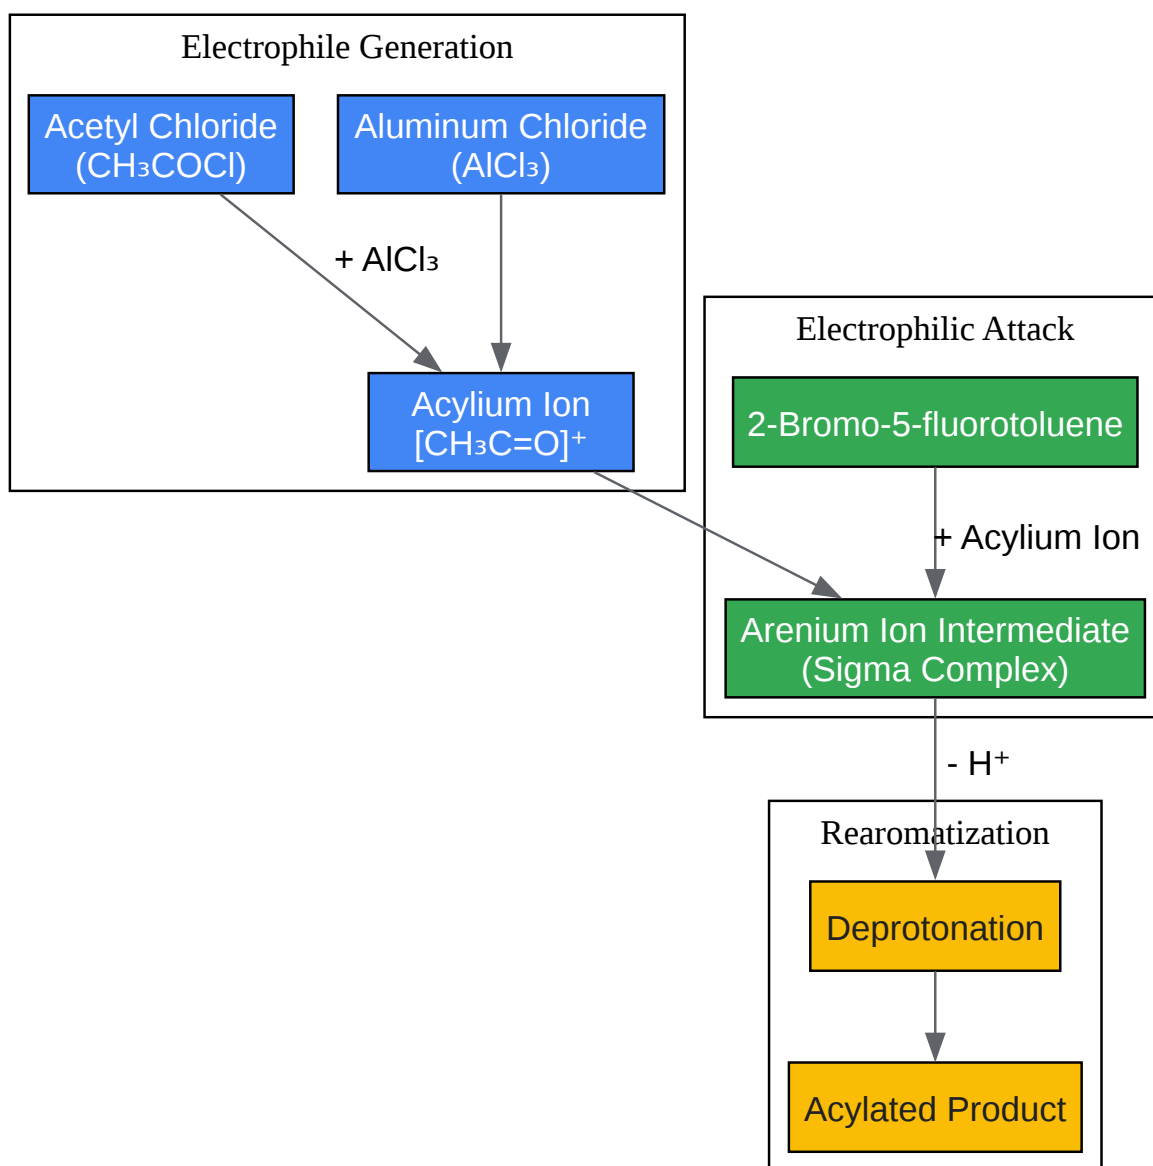 Electrophile Generation
Acetyl Chloride
(CH₃COCl)
Aluminum Chloride
(AlCl₃)
+ AlCl₃
Acylium Ion
[CH₃C=O]⁺
Electrophilic Attack
2-Bromo-5-fluorotoluene
+ Acylium Ion
Arenium Ion Intermediate
(Sigma Complex)
- H⁺
Rearomatization
Deprotonation
Acylated Product